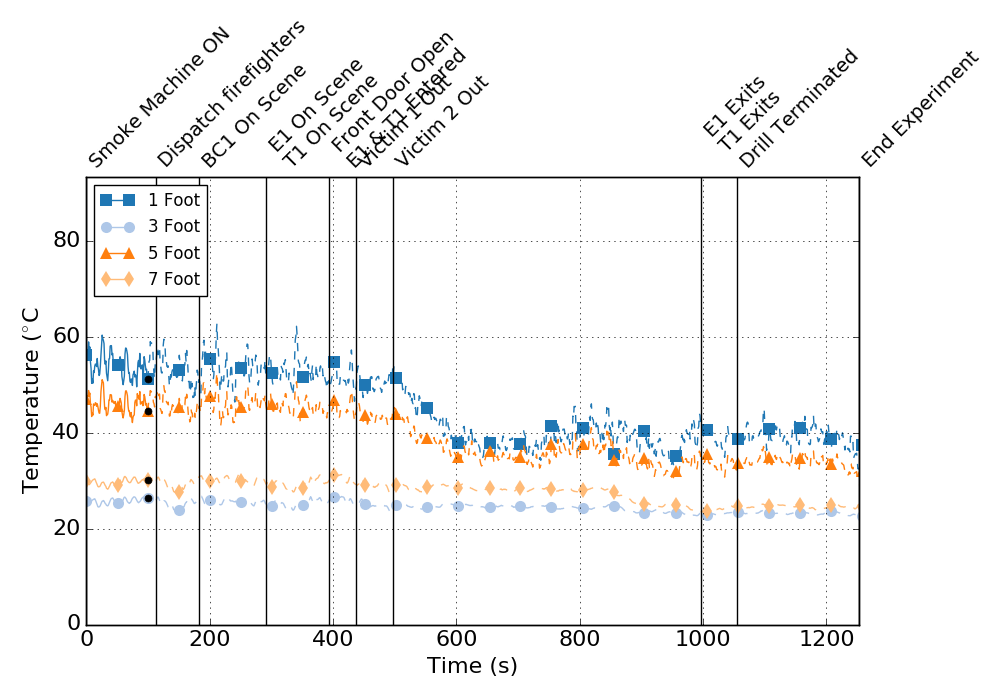 Smoke Machine ON
Dispatch firefighters
BC1 On Scene
E1 On Scene
T1 On Scene
Front Door Open
E1 & T1 Entered
Victim 1 Out
Victim 2 Out
E1 Exits
T1 Exits
Drill Terminated
End Experiment
1 Foot
3 Foot
5 Foot
7 Foot
Temperature (°C
80
60
40
20
0
0 200 400 600 800 1000 1200
Time (s)